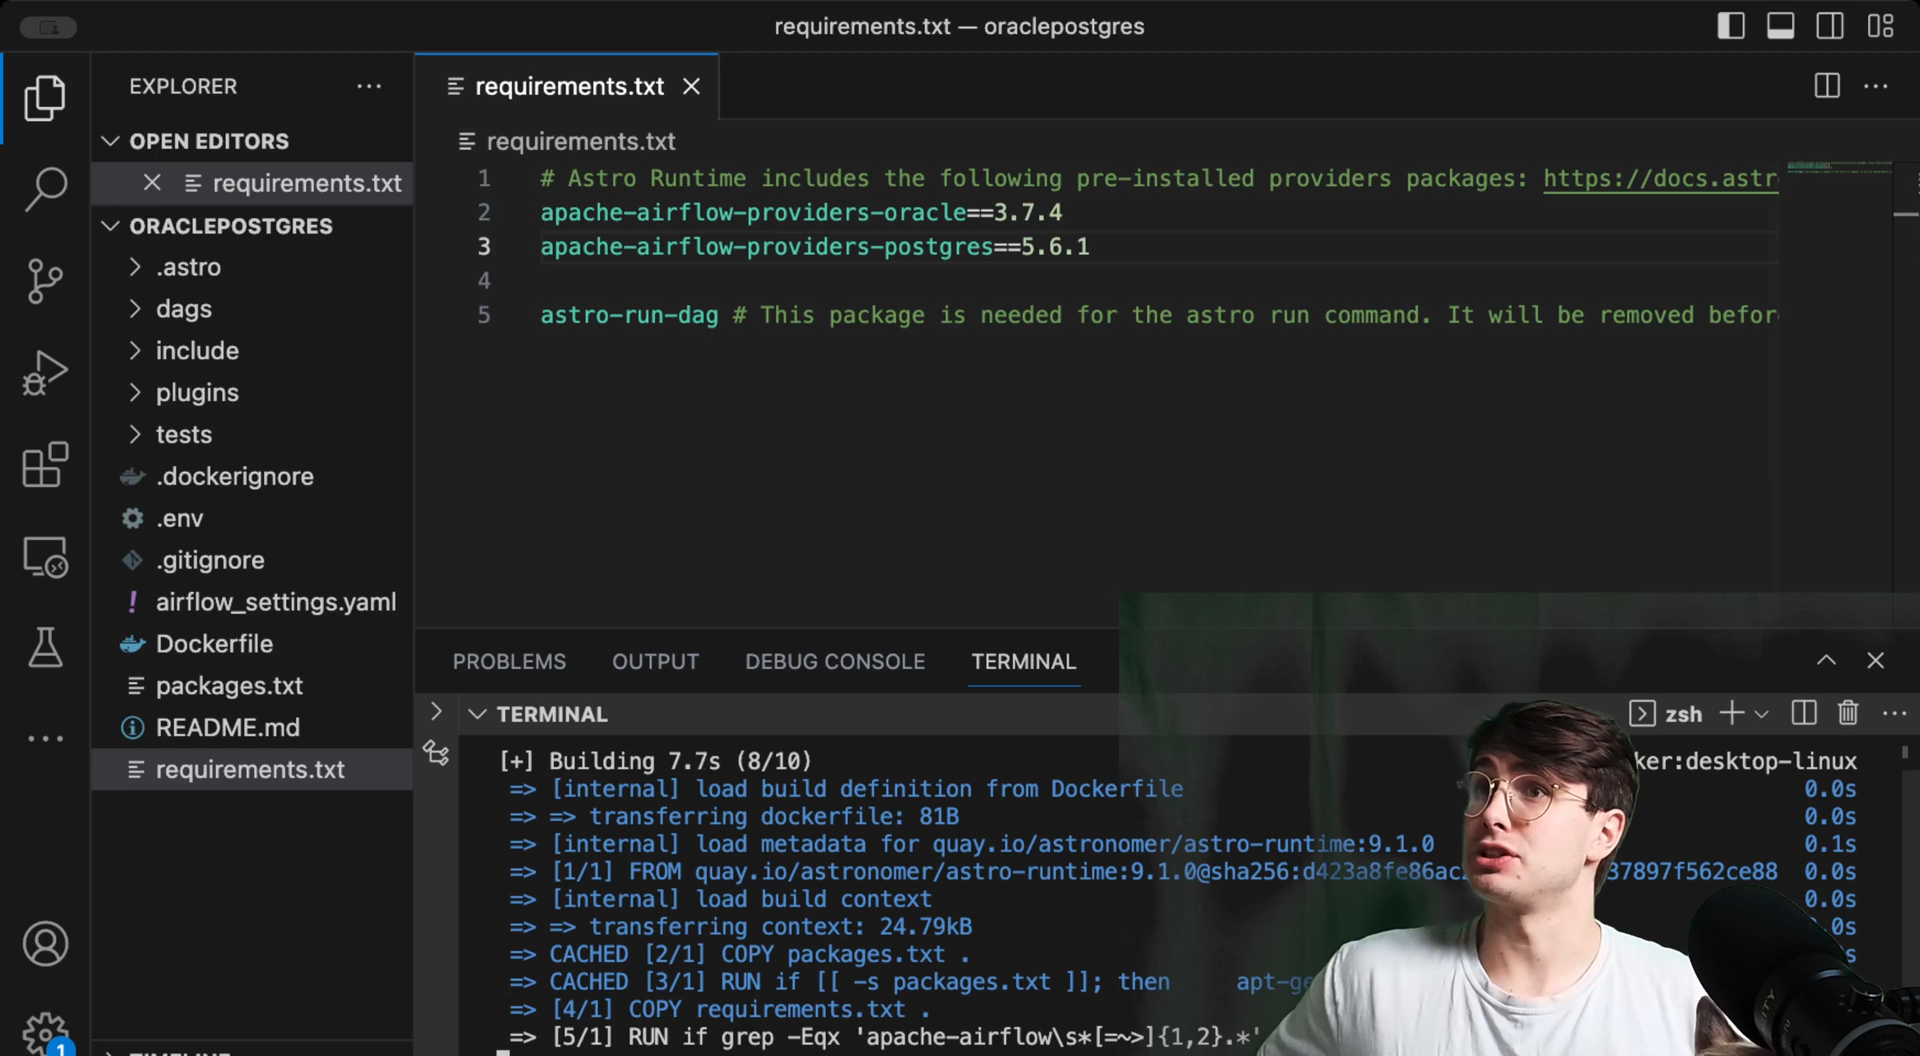 requirements.txt — oraclepostgres
EXPLORER
requirements.txt
OPEN EDITORS
requirements.txt
requirements.txt
ORACLEPOSTGRES
.astro
dags
include
plugins
tests
.dockerignore
.env
.gitignore
airflow_settings.yaml
Dockerfile
packages.txt
README.md
requirements.txt
1 # Astro Runtime includes the following pre-installed providers packages: https://docs.astr
2 apache-airflow-providers-oracle==3.7.4
3 apache-airflow-providers-postgres==5.6.1
4
5 astro-run-dag # This package is needed for the astro run command. It will be removed befor
PROBLEMS OUTPUT DEBUG CONSOLE TERMINAL
TERMINAL
zsh
[+] Building 7.7s (8/10) ker:desktop-linux
=> [internal] load build definition from Dockerfile 0.0s
=> => transferring dockerfile: 81B 0.0s
=> [internal] load metadata for quay.io/astronomer/astro-runtime:9.1.0 0.1s
=> [1/1] FROM quay.io/astronomer/astro-runtime:9.1.0@sha256:d423a8fe86ac 37897f562ce88 0.0s
=> [internal] load build context 0.0s
=> => transferring context: 24.79kB 0s
=> CACHED [2/1] COPY packages.txt . s
=> CACHED [3/1] RUN if [[ -s packages.txt ]]; then apt-ge
=> [4/1] COPY requirements.txt .
=> [5/1] RUN if grep -Eqx 'apache-airflow\s*[=~>]{1,2}.*'
1